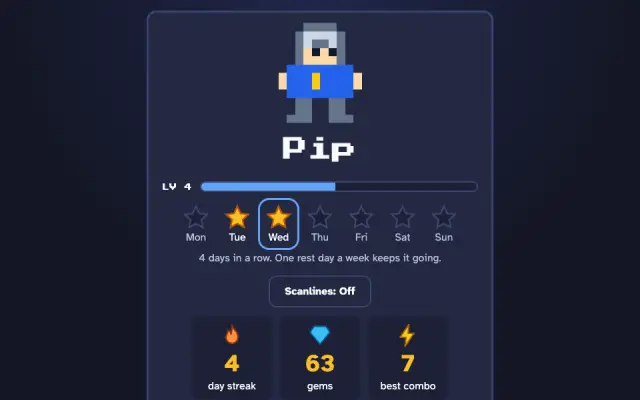 Pip
LV 4
Mon Tue Wed Thu Fri Sat Sun
4 days in a row. One rest day a week keeps it going.
Scanlines: Off
4 63 7
day streak gems best combo